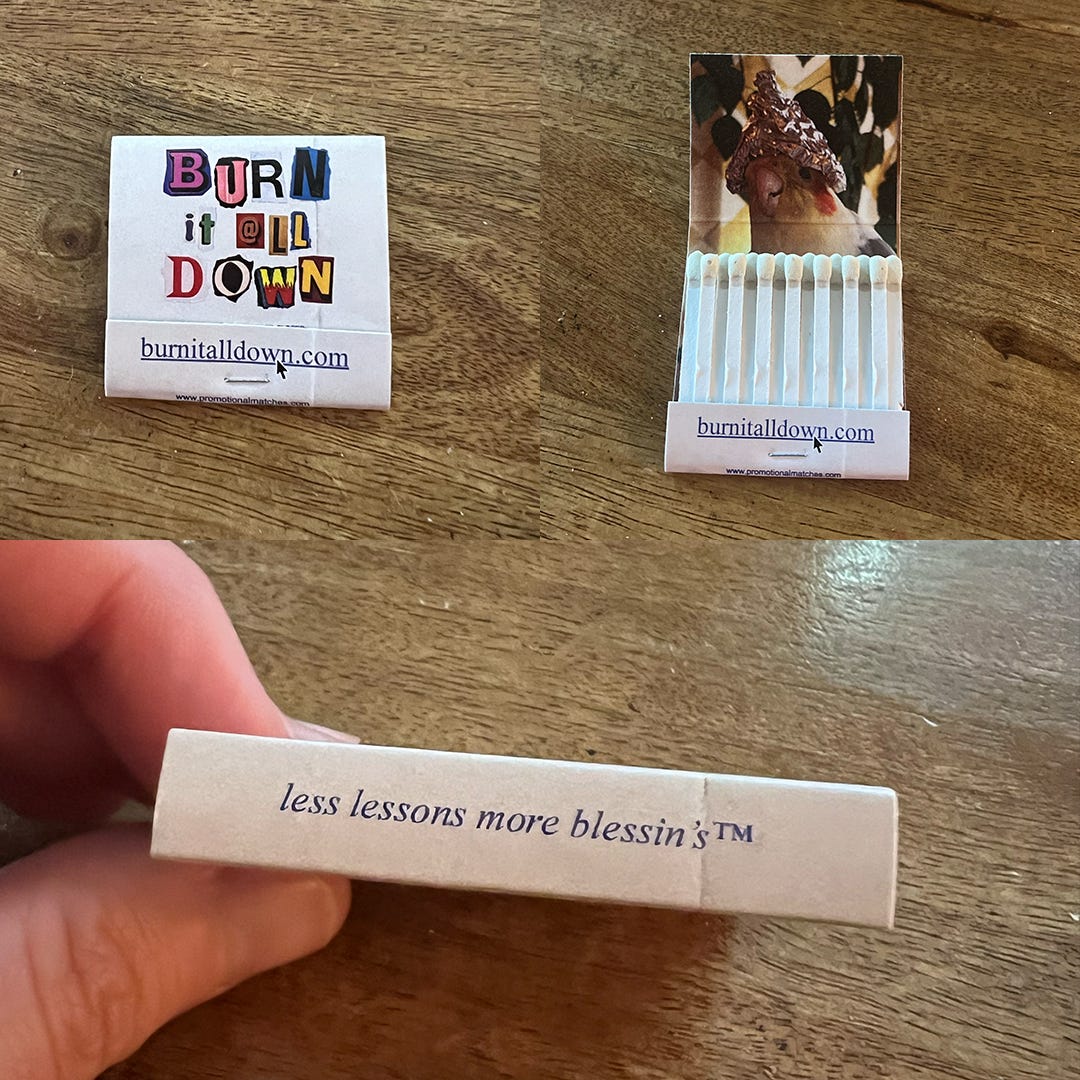 BURN
it @LL
DOWN
burnitalldown.com
www.promotionalmatches.com
burnitalldown.com
www.promotionalmatches.com
less lessons more blessin's™